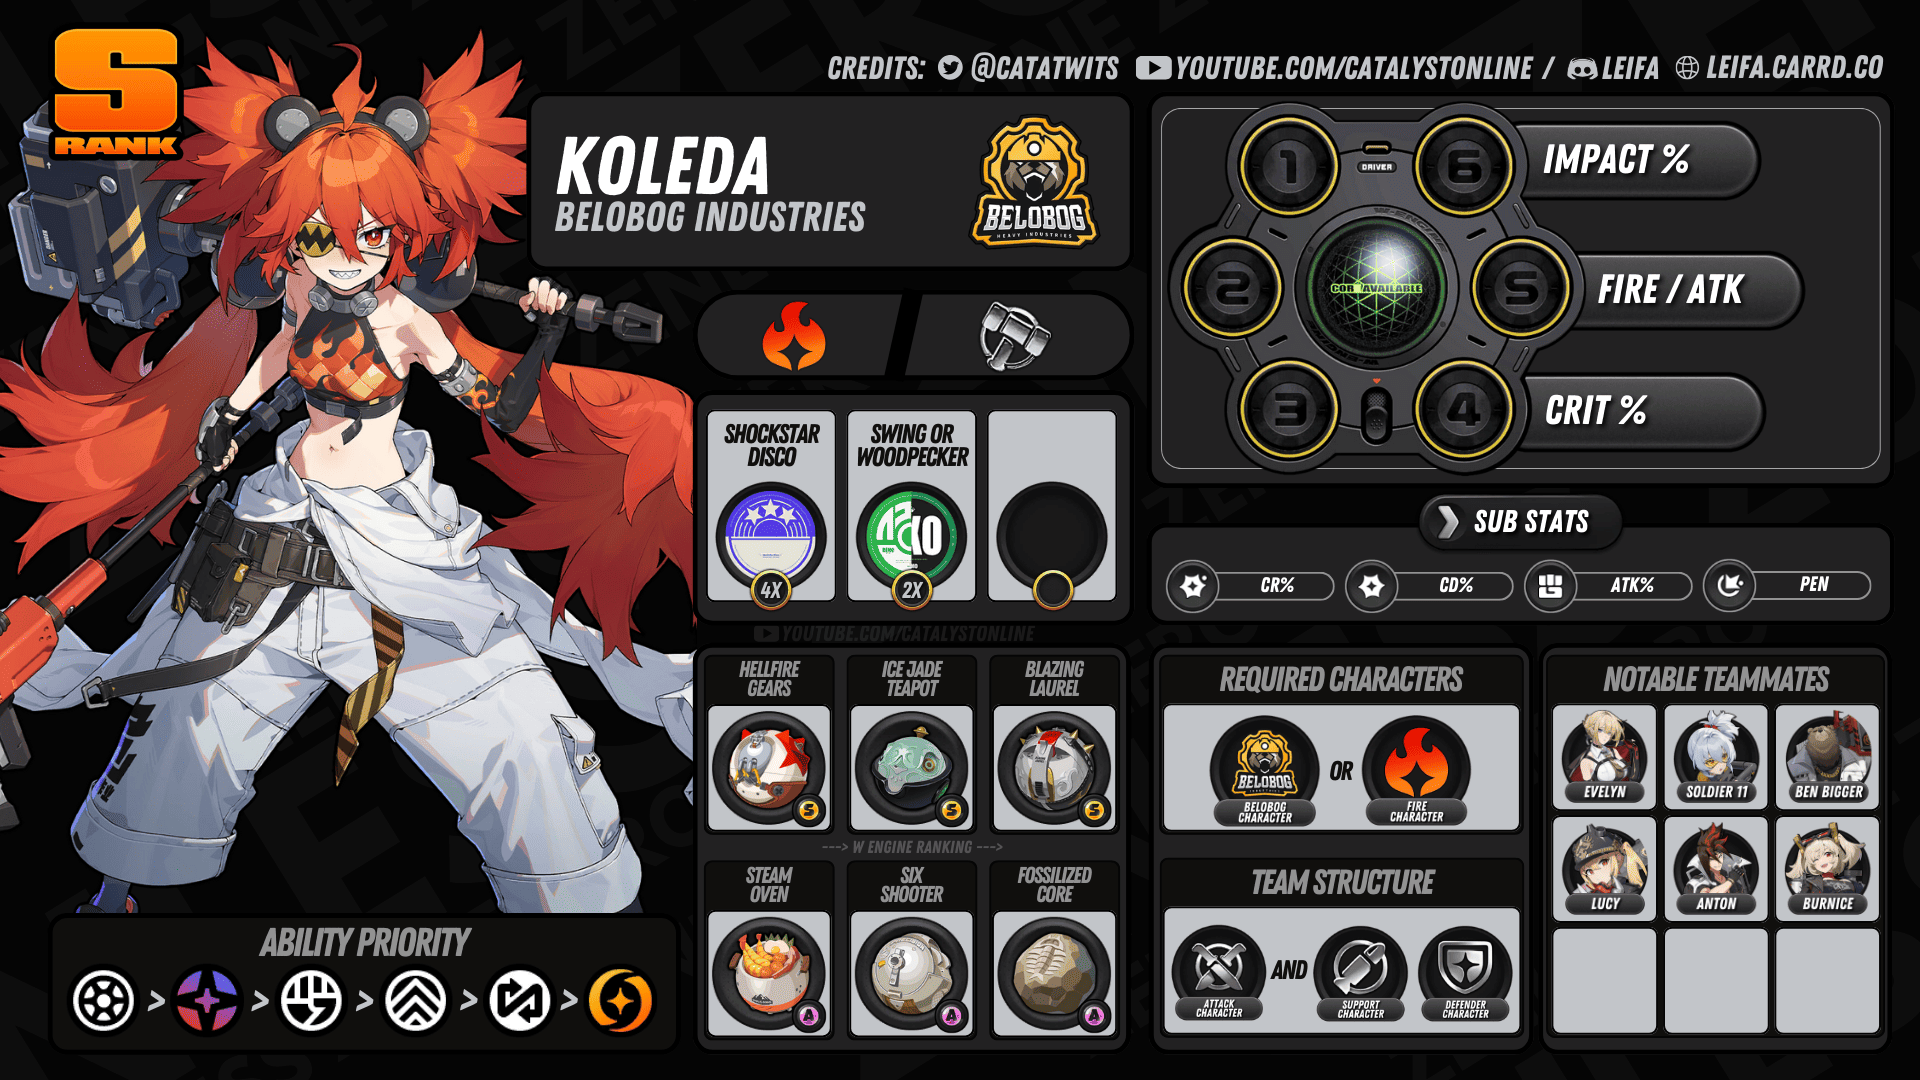 S
RANK
CREDITS: @CATATWITS YOUTUBE.COM/CATALYSTONLINE / LEIFA LEIFA.CARRD.CO
KOLEDA
BELOBOG INDUSTRIES
BELOBOG
HEAVY INDUSTRIES
1
DRIVER
6
IMPACT %
2
5
FIRE / ATK
3
4
CRIT %
SHOCKSTAR
DISCO
4X
SWING OR
WOODPECKER
KO
2X
SUB STATS
CR%
CD%
ATK%
PEN
YOUTUBE.COM/CATALYSTONLINE
HELLFIRE
GEARS
S
ICE JADE
TEAPOT
S
BLAZING
LAUREL
S
---> W ENGINE RANKING --->
STEAM
OVEN
A
SIX
SHOOTER
A
FOSSILIZED
CORE
A
REQUIRED CHARACTERS
BELOBOG
BELOBOG
CHARACTER
OR
FIRE
CHARACTER
TEAM STRUCTURE
ATTACK
CHARACTER
AND
SUPPORT
CHARACTER
DEFENDER
CHARACTER
NOTABLE TEAMMATES
EVELYN
SOLDIER 11
BEN BIGGER
LUCY
ANTON
BURNICE
ABILITY PRIORITY
> > > > >